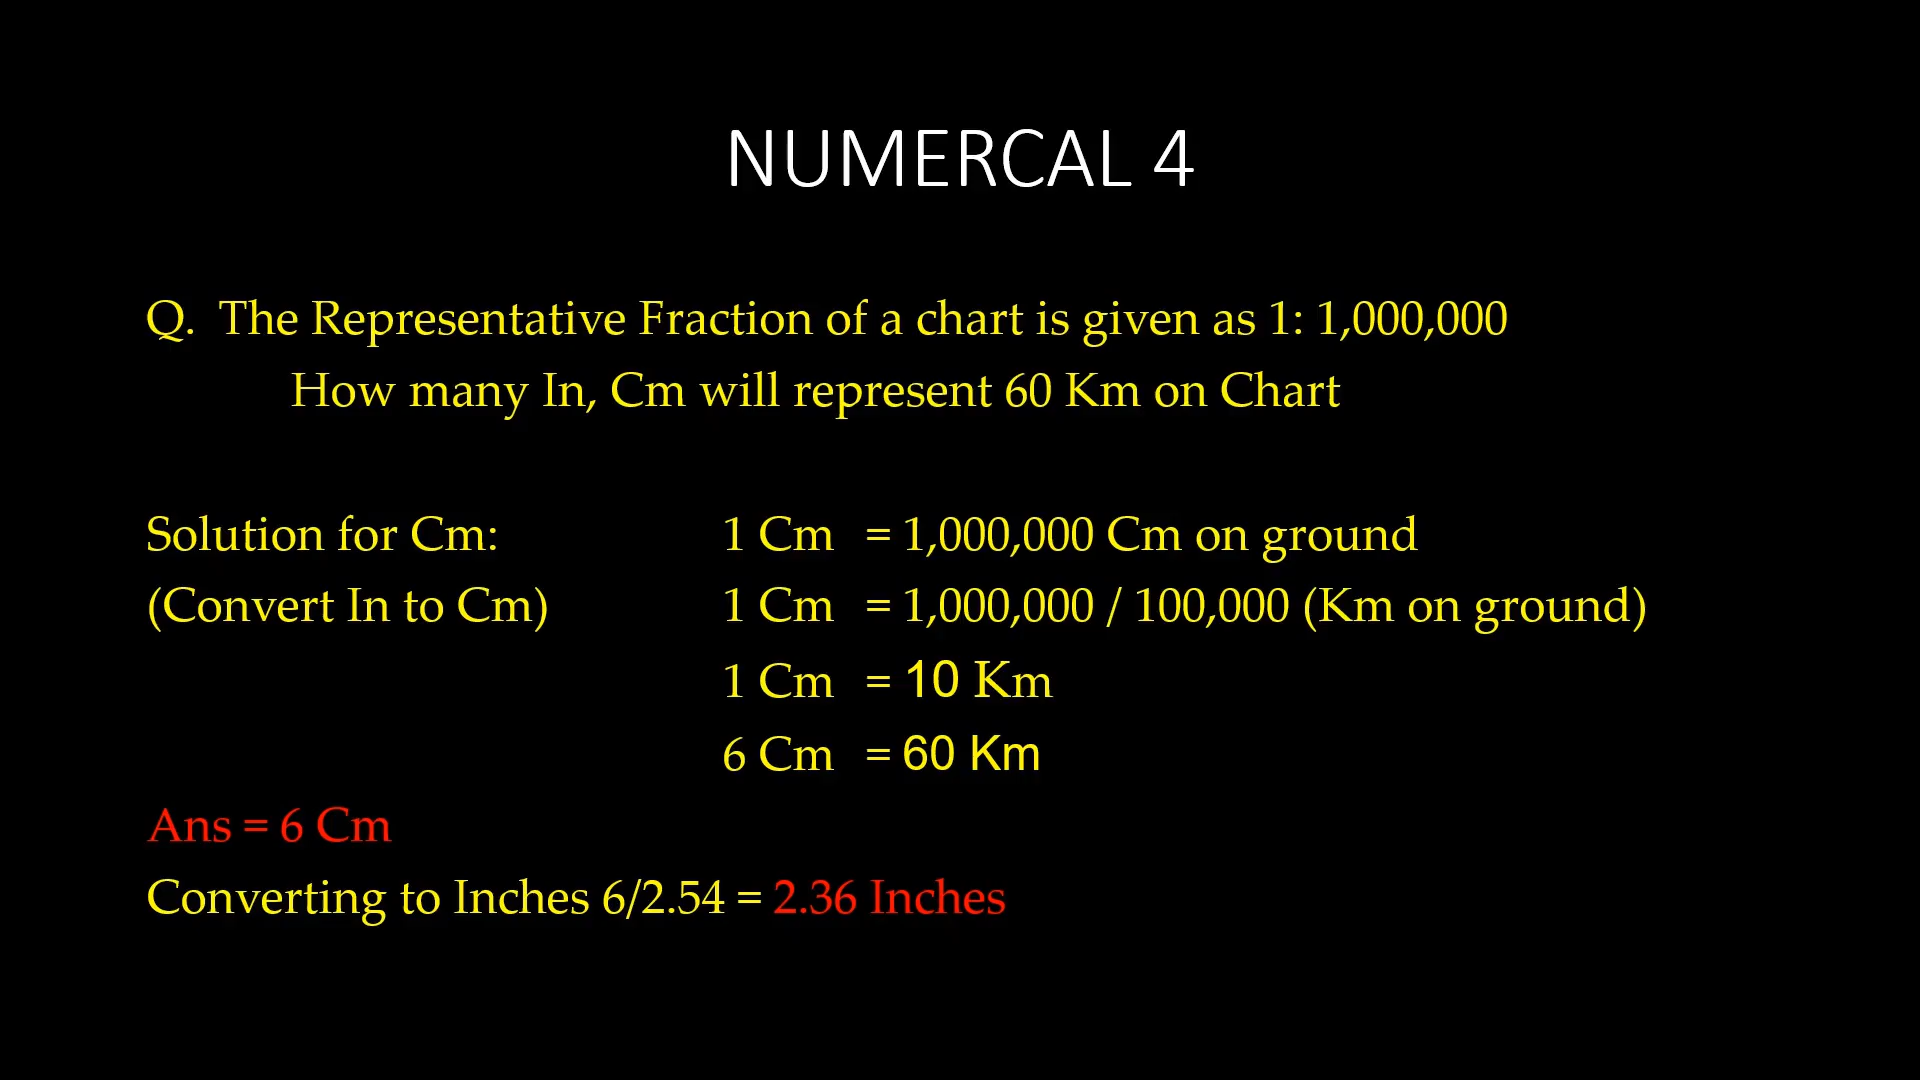 NUMERCAL 4
Q. The Representative Fraction of a chart is given as 1: 1,000,000
How many In, Cm will represent 60 Km on Chart
Solution for Cm: 1 Cm = 1,000,000 Cm on ground
(Convert In to Cm) 1 Cm = 1,000,000 / 100,000 (Km on ground)
1 Cm = 10 Km
6 Cm = 60 Km
Ans = 6 Cm
Converting to Inches 6/2.54 = 2.36 Inches